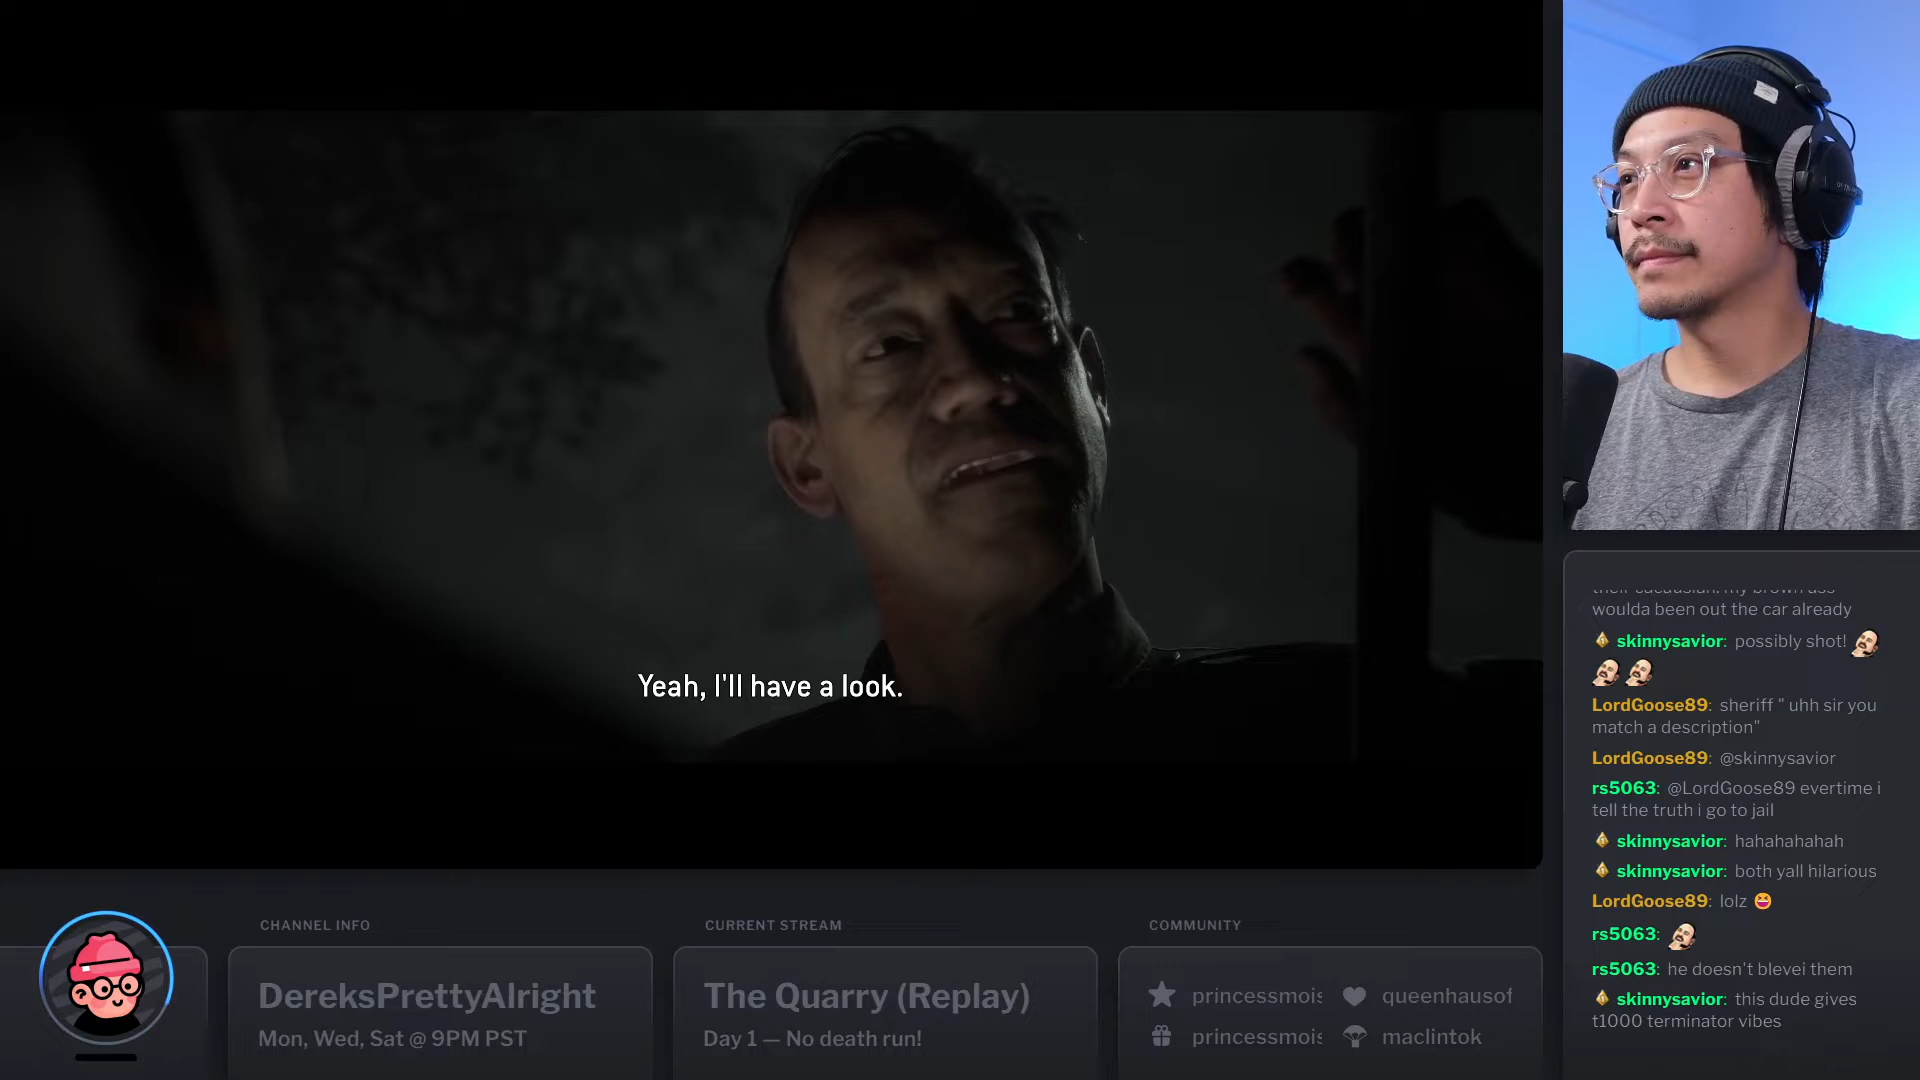 Yeah, I'll have a look.
woulda been out the car already
skinnysavior: possibly shot!
LordGoose89: sheriff " uhh sir you
match a description"
LordGoose89: @skinnysavior
rs5063: @LordGoose89 evertime i
tell the truth i go to jail
skinnysavior: hahahahahah
skinnysavior: both yall hilarious
LordGoose89: lolz 😆
rs5063:
rs5063: he doesn't blevei them
skinnysavior: this dude gives
t1000 terminator vibes
CHANNEL INFO
DereksPrettyAlright
Mon, Wed, Sat @ 9PM PST
CURRENT STREAM
The Quarry (Replay)
Day 1 — No death run!
COMMUNITY
princessmois queenhausof
princessmois maclintok